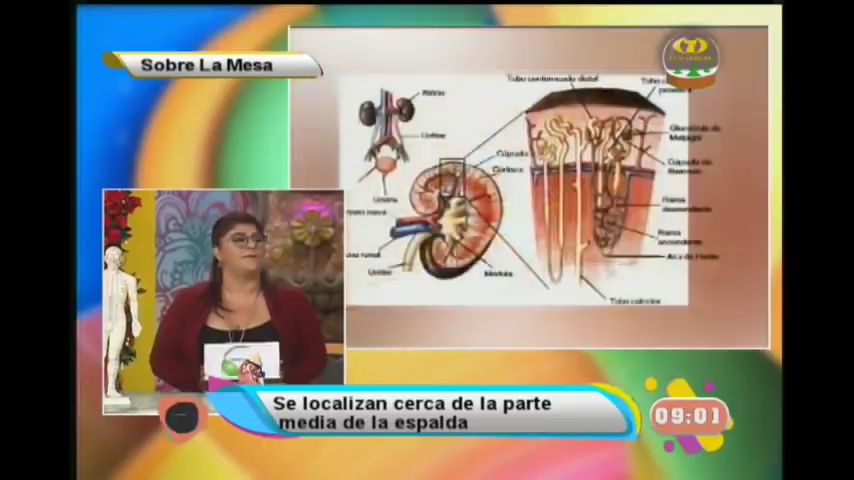 Sobre La Mesa
Tubo contorneado distal
Riñón
Uréter
Uretra
Cápsula
Corteza
Uréter
Médula
Glomérulo de
Malpighi
Cápsula de
Bowman
Rama
descendente
Rama
ascendente
Asa de Henle
Tubo colector
Se localizan cerca de la parte
media de la espalda
09:01